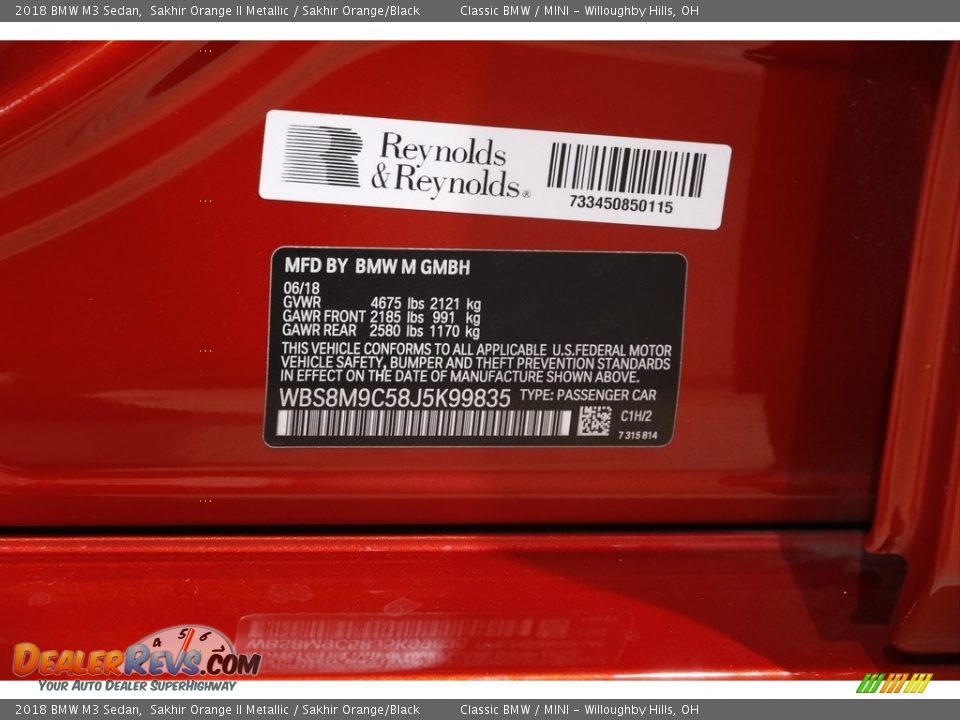 2018 BMW M3 Sedan, Sakhir Orange II Metallic / Sakhir Orange/Black Classic BMW / MINI - Willoughby Hills, OH
Reynolds
&Reynolds®
733450850115
MFD BY BMW M GMBH
06/18
GVWR 4675 lbs 2121 kg
GAWR FRONT 2185 lbs 991 kg
GAWR REAR 2580 lbs 1170 kg
THIS VEHICLE CONFORMS TO ALL APPLICABLE U.S.FEDERAL MOTOR
VEHICLE SAFETY, BUMPER AND THEFT PREVENTION STANDARDS
IN EFFECT ON THE DATE OF MANUFACTURE SHOWN ABOVE.
WBS8M9C58J5K99835 TYPE: PASSENGER CAR
C1H/2
7 315 814
4 5 6
DealerRevs.com
Your Auto Dealer SuperHighway
2018 BMW M3 Sedan, Sakhir Orange II Metallic / Sakhir Orange/Black Classic BMW / MINI - Willoughby Hills, OH